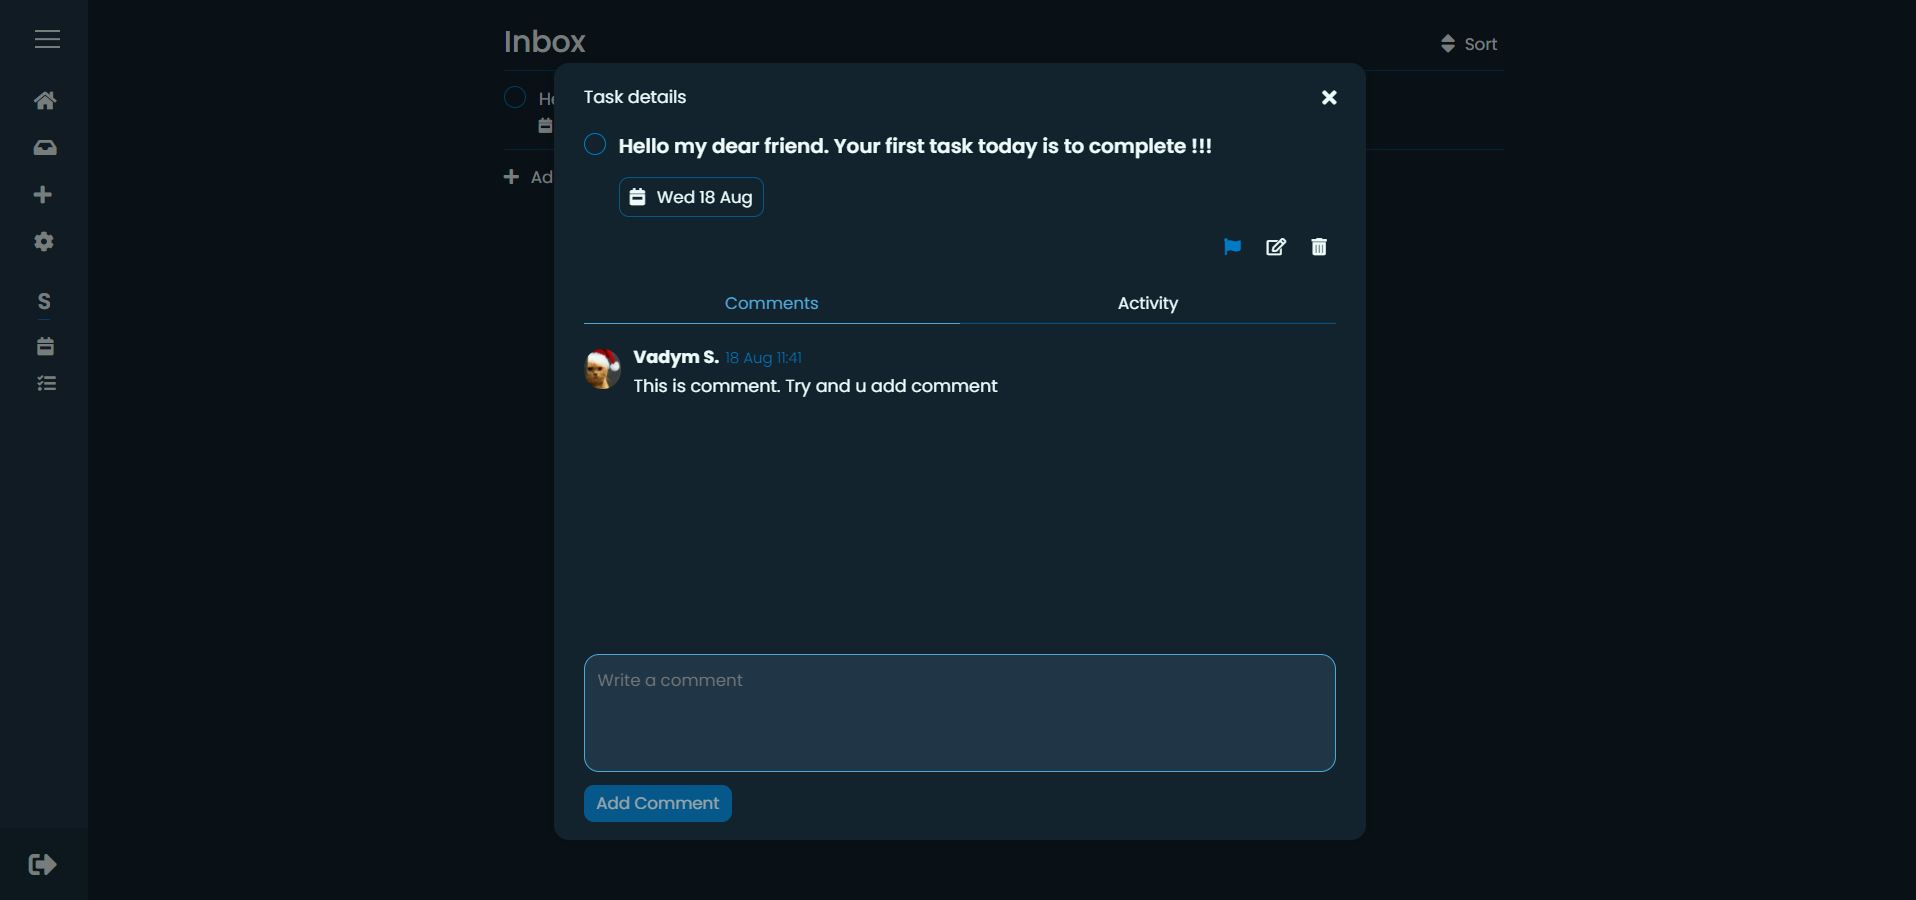 Inbox
Sort
He
Ad
S
Task details
Hello my dear friend. Your first task today is to complete !!!
Wed 18 Aug
Comments
Activity
Vadym S. 18 Aug 11:41
This is comment. Try and u add comment
Write a comment
Add Comment